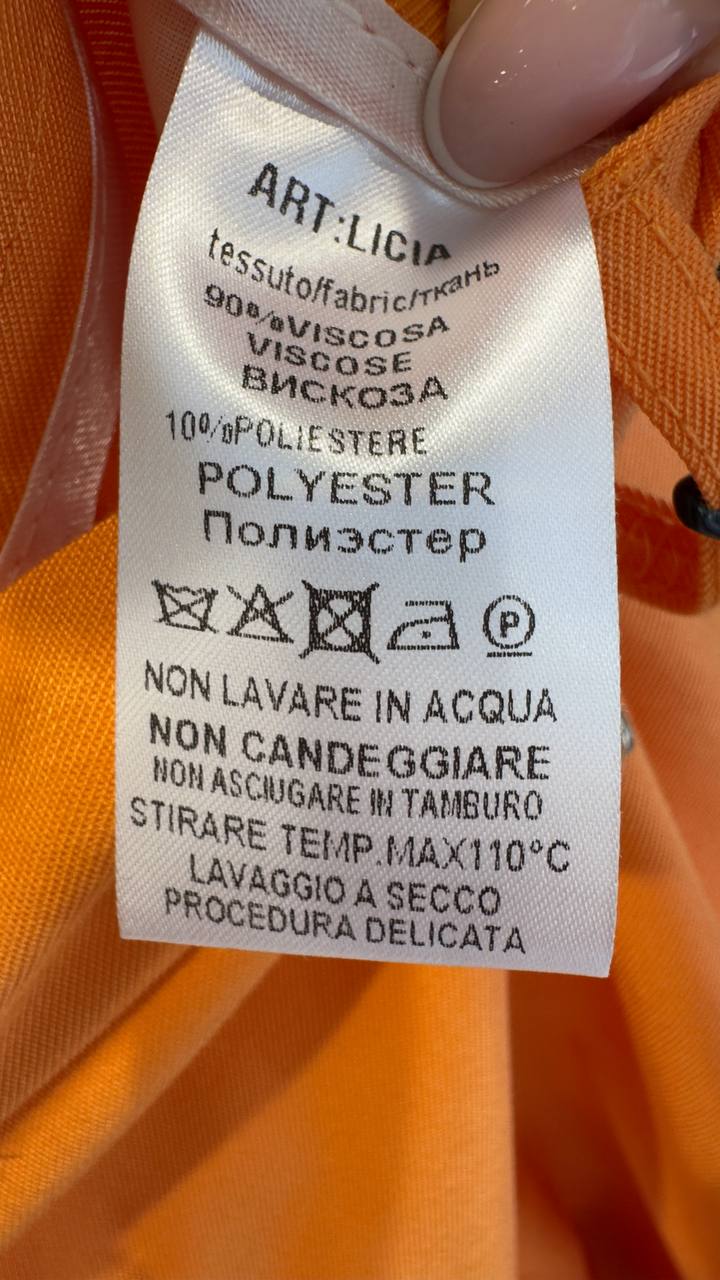 ART:LICIA
tessuto/fabric/ткань
90%VISCOSA
VISCOSE
ВИСКОЗА
10%POLIESTERE
POLYESTER
Полиэстер
P
NON LAVARE IN ACQUA
NON CANDEGGIARE
NON ASCIUGARE IN TAMBURO
STIRARE TEMP.MAX110°C
LAVAGGIO A SECCO
PROCEDURA DELICATA